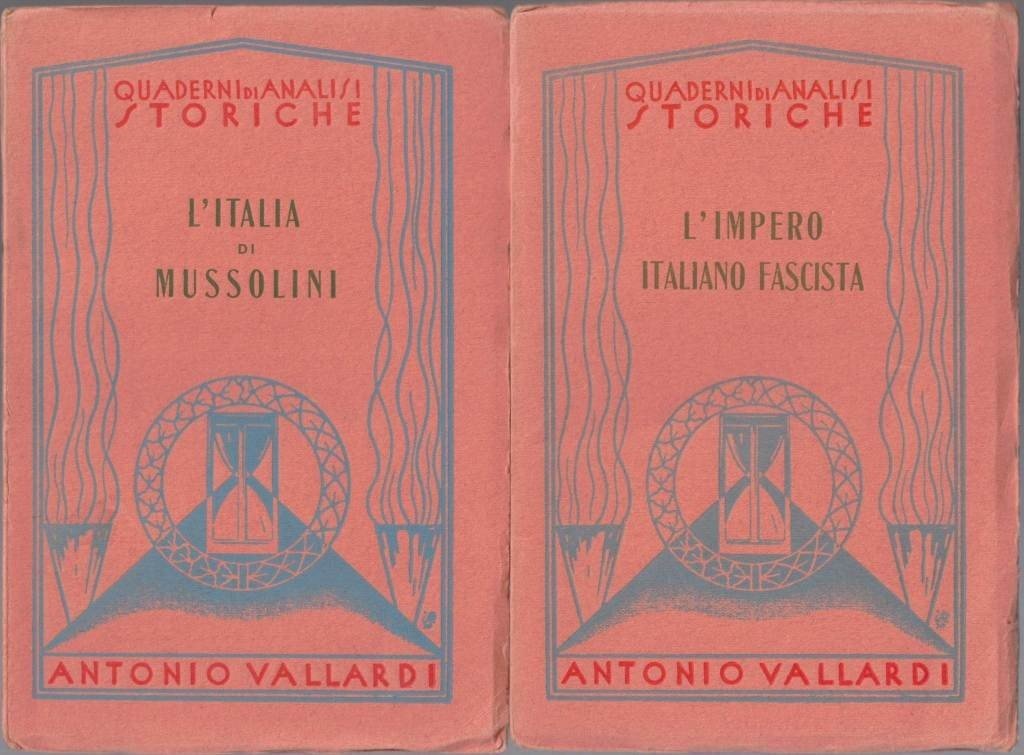 QUADERNI DI ANALISI
STORICHE
L'ITALIA
DI
MUSSOLINI
ANTONIO VALLARDI
QUADERNI DI ANALISI
STORICHE
L'IMPERO
ITALIANO FASCISTA
ANTONIO VALLARDI